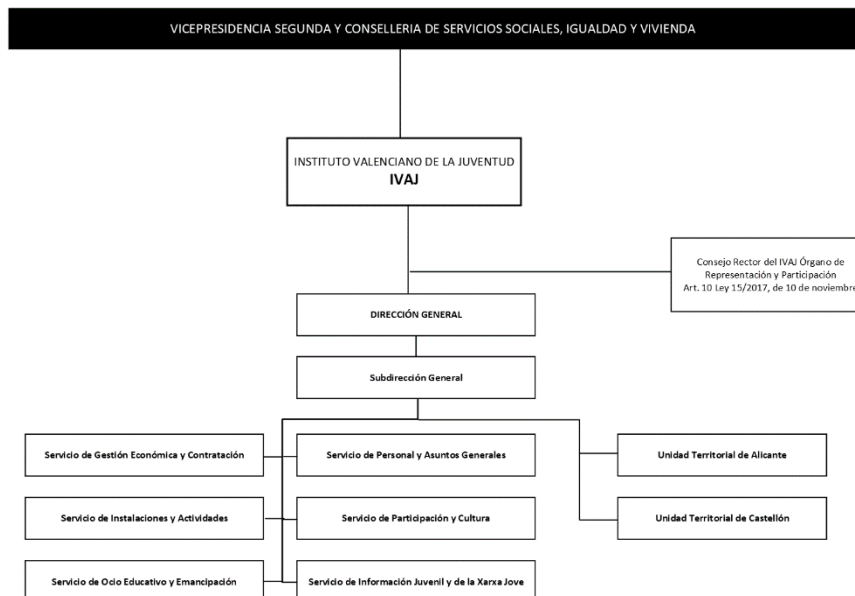 VICEPRESIDENCIA SEGUNDA Y CONSELLERIA DE SERVICIOS SOCIALES, IGUALDAD Y VIVIENDA
INSTITUTO VALENCIANO DE LA JUVENTUD
IVAJ
Consejo Rector del IVAJ Órgano de
Representación y Participación
Art. 10 Ley 15/2017, de 10 de noviembre
DIRECCIÓN GENERAL
Subdirección General
Servicio de Gestión Económica y Contratación
Servicio de Personal y Asuntos Generales
Unidad Territorial de Alicante
Servicio de Instalaciones y Actividades
Servicio de Participación y Cultura
Unidad Territorial de Castellón
Servicio de Ocio Educativo y Emancipación
Servicio de Información Juvenil y de la Xarxa Jove